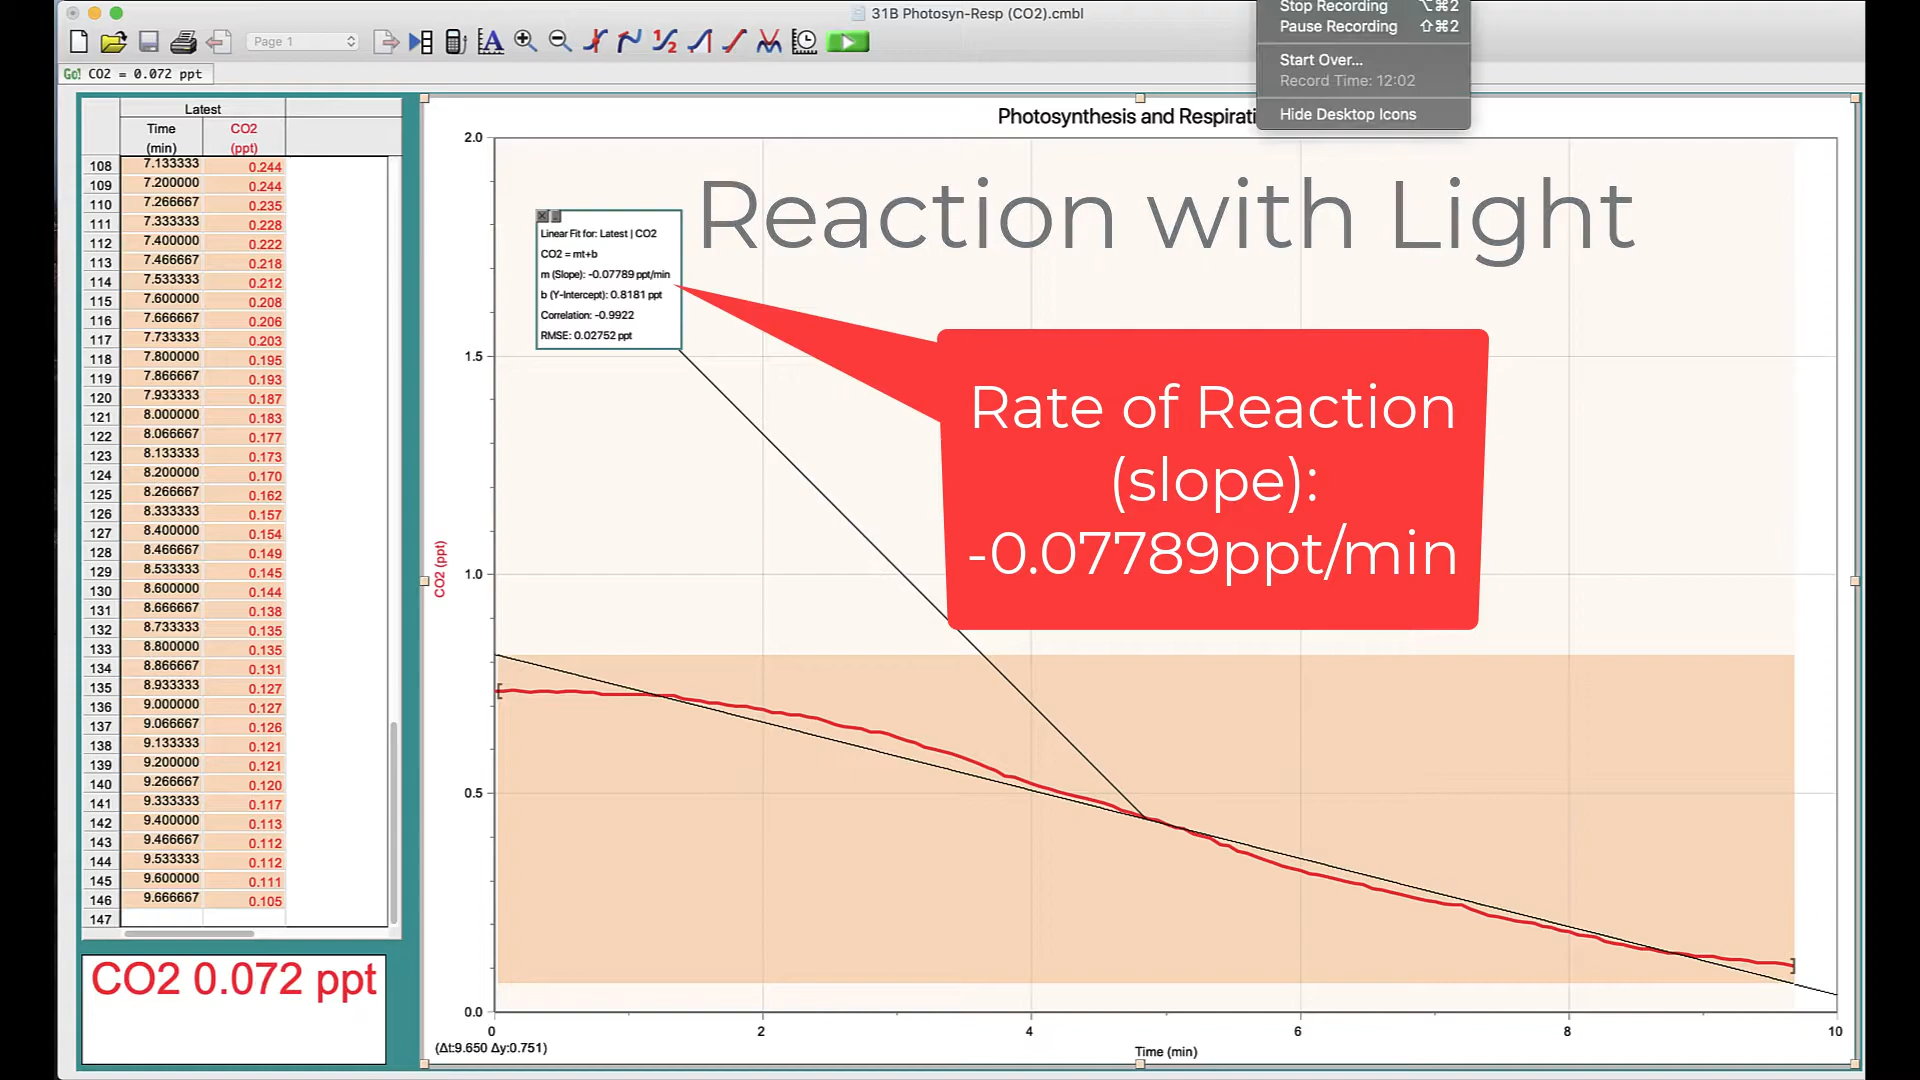 31B Photosyn-Resp (CO2).cmbl
Stop Recording ⌥⌘2
Pause Recording ⇧⌘2
Start Over...
Record Time: 12:02
Hide Desktop Icons
Page 1
Go! CO2 = 0.072 ppt
Latest
Time CO2
(min) (ppt)
108 7.133333 0.244
109 7.200000 0.244
110 7.266667 0.235
111 7.333333 0.228
112 7.400000 0.222
113 7.466667 0.218
114 7.533333 0.212
115 7.600000 0.208
116 7.666667 0.206
117 7.733333 0.203
118 7.800000 0.195
119 7.866667 0.193
120 7.933333 0.187
121 8.000000 0.183
122 8.066667 0.177
123 8.133333 0.173
124 8.200000 0.170
125 8.266667 0.162
126 8.333333 0.157
127 8.400000 0.154
128 8.466667 0.149
129 8.533333 0.145
130 8.600000 0.144
131 8.666667 0.138
132 8.733333 0.135
133 8.800000 0.135
134 8.866667 0.131
135 8.933333 0.127
136 9.000000 0.127
137 9.066667 0.126
138 9.133333 0.121
139 9.200000 0.121
140 9.266667 0.120
141 9.333333 0.117
142 9.400000 0.113
143 9.466667 0.112
144 9.533333 0.112
145 9.600000 0.111
146 9.666667 0.105
147
CO2 0.072 ppt
Photosynthesis and Respirati
Reaction with Light
Linear Fit for: Latest | CO2
CO2 = mt+b
m (Slope): -0.07789 ppt/min
b (Y-Intercept): 0.8181 ppt
Correlation: -0.9922
RMSE: 0.02752 ppt
Rate of Reaction
(slope):
-0.07789ppt/min
CO2 (ppt)
2.0
1.5
1.0
0.5
0.0
0 2 4 6 8 10
(Δt:9.650 Δy:0.751)
Time (min)